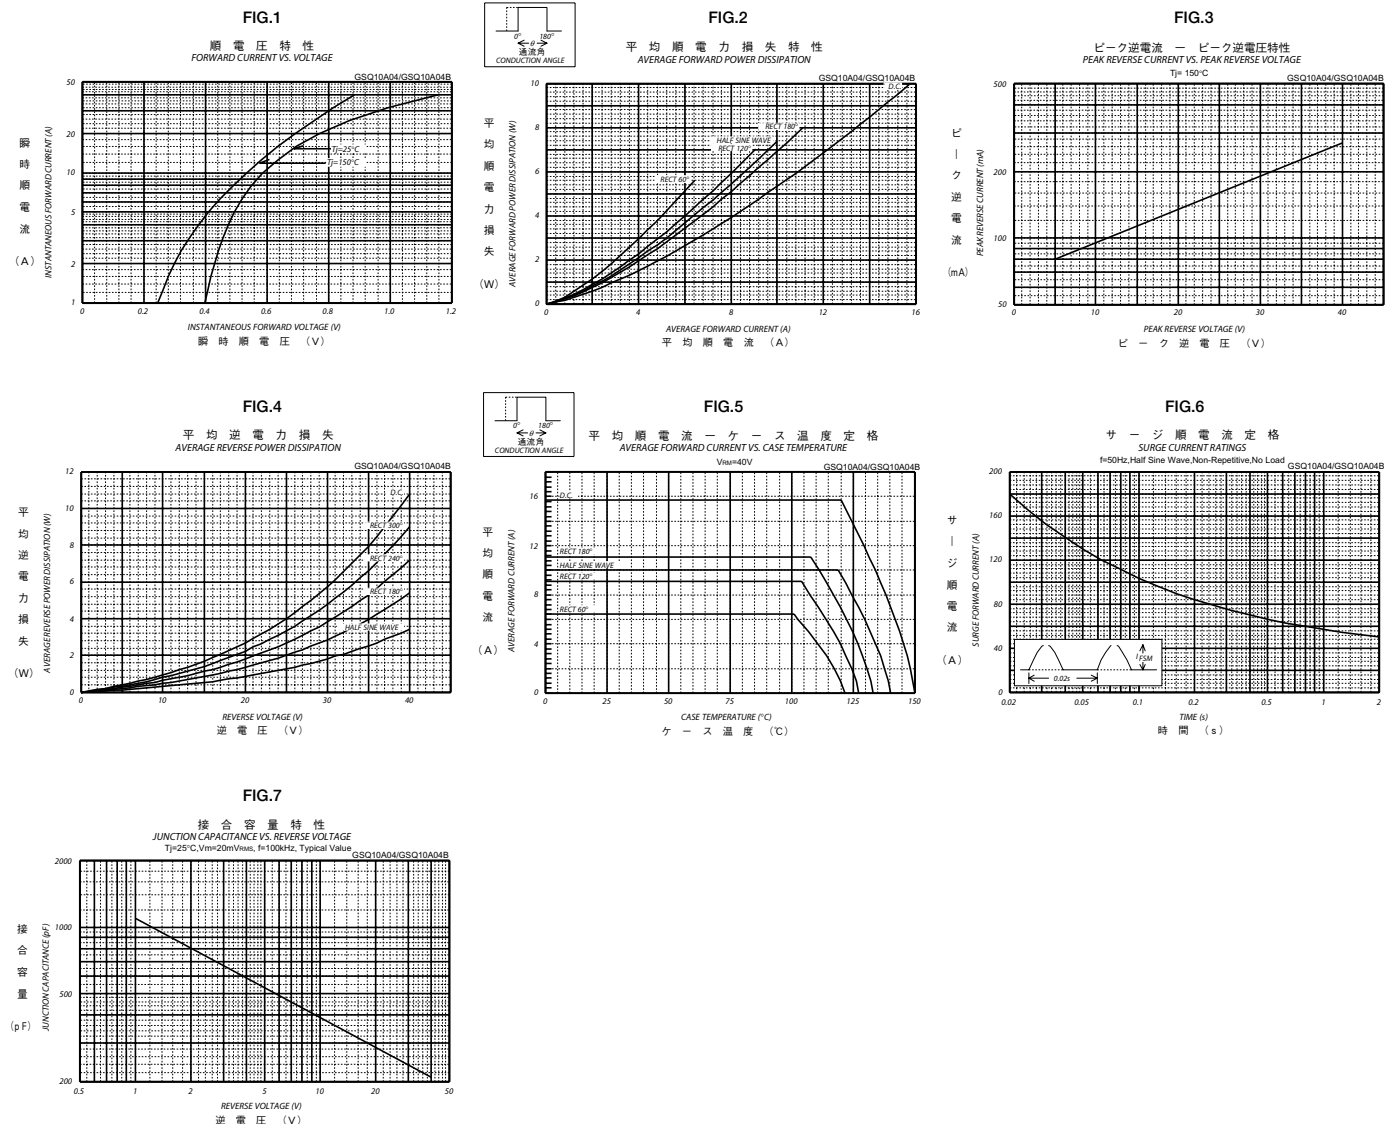 FIG.1
順電圧特性
FORWARD CURRENT VS. VOLTAGE
GSQ10A04/GSQ10A04B
瞬時順電流 (A)
INSTANTANEOUS FORWARD CURRENT (A)
50
20
10
5
2
1
Tj=25°C
Tj=150°C
0 0.2 0.4 0.6 0.8 1.0 1.2
INSTANTANEOUS FORWARD VOLTAGE (V)
瞬時順電圧 (V)
0° 180°
θ
通流角
CONDUCTION ANGLE
FIG.2
平均順電力損失特性
AVERAGE FORWARD POWER DISSIPATION
GSQ10A04/GSQ10A04B
平均順電力損失 (W)
AVERAGE FORWARD POWER DISSIPATION (W)
10
8
6
4
2
0
D.C.
RECT 180°
HALF SINE WAVE
RECT 120°
RECT 60°
0 4 8 12 16
AVERAGE FORWARD CURRENT (A)
平均順電流 (A)
FIG.3
ピーク逆電流 ー ピーク逆電圧特性
PEAK REVERSE CURRENT VS. PEAK REVERSE VOLTAGE
Tj= 150°C
GSQ10A04/GSQ10A04B
ピーク逆電流 (mA)
PEAK REVERSE CURRENT (mA)
500
200
100
50
0 10 20 30 40
PEAK REVERSE VOLTAGE (V)
ピーク逆電圧 (V)
FIG.4
平均逆電力損失
AVERAGE REVERSE POWER DISSIPATION
GSQ10A04/GSQ10A04B
平均逆電力損失 (W)
AVERAGE REVERSE POWER DISSIPATION (W)
12
10
8
6
4
2
0
D.C.
RECT 300°
RECT 240°
RECT 180°
HALF SINE WAVE
0 10 20 30 40
REVERSE VOLTAGE (V)
逆電圧 (V)
0° 180°
θ
通流角
CONDUCTION ANGLE
FIG.5
平均順電流ーケース温度定格
AVERAGE FORWARD CURRENT VS. CASE TEMPERATURE
VRM=40V
GSQ10A04/GSQ10A04B
平均順電流 (A)
AVERAGE FORWARD CURRENT (A)
16
12
8
4
0
D.C.
RECT 180°
HALF SINE WAVE
RECT 120°
RECT 60°
0 25 50 75 100 125 150
CASE TEMPERATURE (°C)
ケース温度 (℃)
FIG.6
サージ順電流定格
SURGE CURRENT RATINGS
f=50Hz,Half Sine Wave,Non-Repetitive,No Load
GSQ10A04/GSQ10A04B
サージ順電流 (A)
SURGE FORWARD CURRENT (A)
200
160
120
80
40
0
IFSM
0.02s
0.02 0.05 0.1 0.2 0.5 1 2
TIME (s)
時間 (s)
FIG.7
接合容量特性
JUNCTION CAPACITANCE VS. REVERSE VOLTAGE
Tj=25°C,Vm=20mVRMS, f=100kHz, Typical Value
GSQ10A04/GSQ10A04B
接合容量 (pF)
JUNCTION CAPACITANCE (pF)
2000
1000
500
200
0.5 1 2 5 10 20 50
REVERSE VOLTAGE (V)
逆電圧 (V)